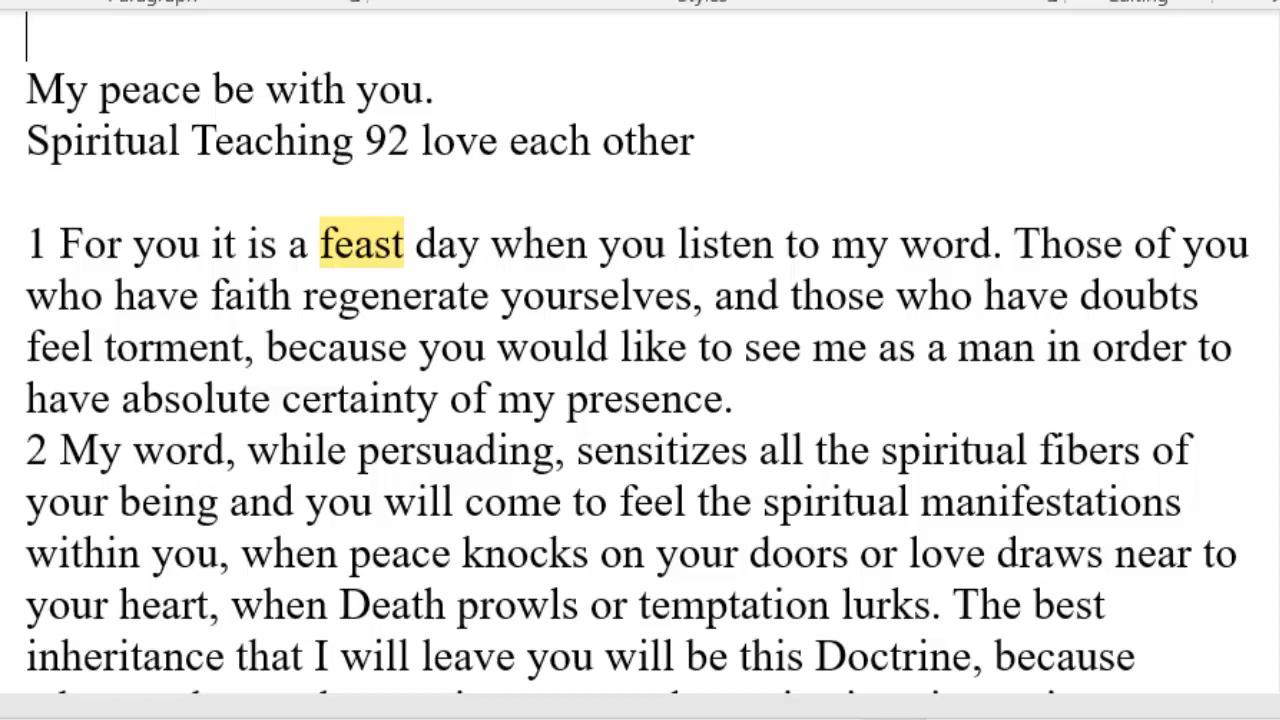 Paragraph
Styles
Editing
My peace be with you.
Spiritual Teaching 92 love each other
1 For you it is a feast day when you listen to my word. Those of you
who have faith regenerate yourselves, and those who have doubts
feel torment, because you would like to see me as a man in order to
have absolute certainty of my presence.
2 My word, while persuading, sensitizes all the spiritual fibers of
your being and you will come to feel the spiritual manifestations
within you, when peace knocks on your doors or love draws near to
your heart, when Death prowls or temptation lurks. The best
inheritance that I will leave you will be this Doctrine, because